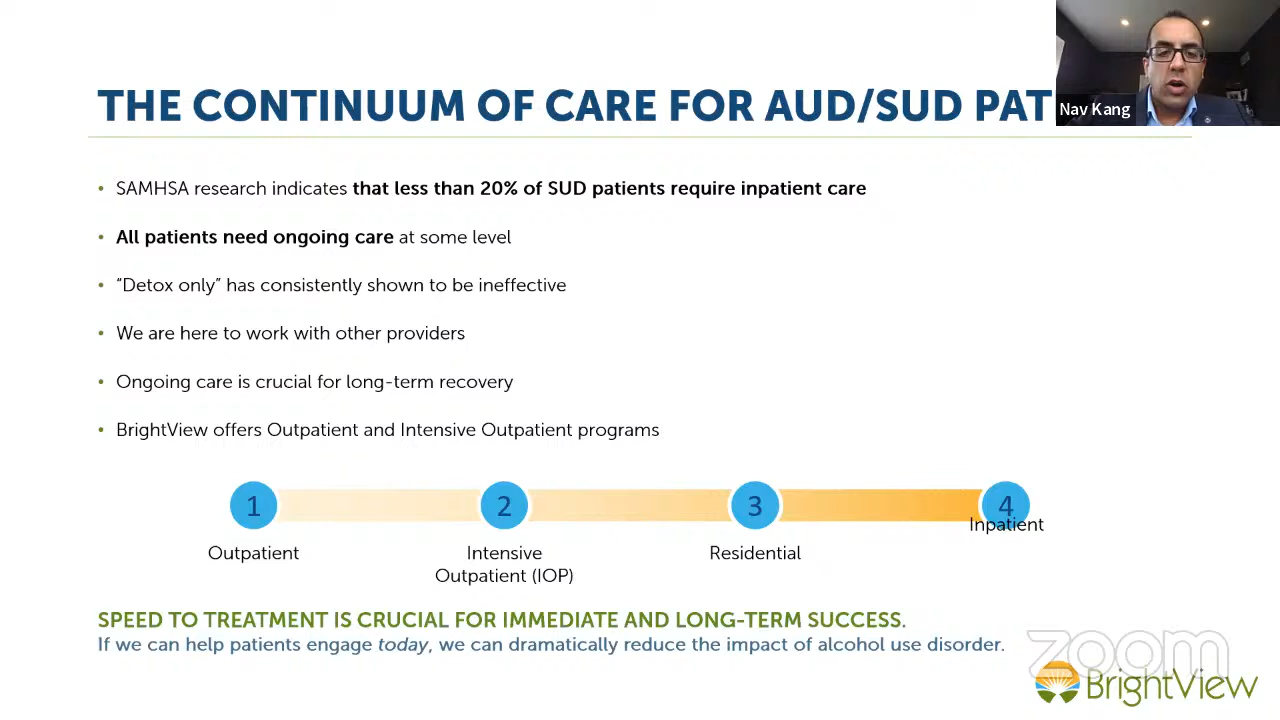 THE CONTINUUM OF CARE FOR AUD/SUD PAT
Nav Kang
• SAMHSA research indicates that less than 20% of SUD patients require inpatient care
• All patients need ongoing care at some level
• “Detox only” has consistently shown to be ineffective
• We are here to work with other providers
• Ongoing care is crucial for long-term recovery
• BrightView offers Outpatient and Intensive Outpatient programs
1 2 3 4
Outpatient
Intensive
Outpatient (IOP)
Residential
Inpatient
SPEED TO TREATMENT IS CRUCIAL FOR IMMEDIATE AND LONG-TERM SUCCESS.
If we can help patients engage today, we can dramatically reduce the impact of alcohol use disorder.
zoom
BrightView